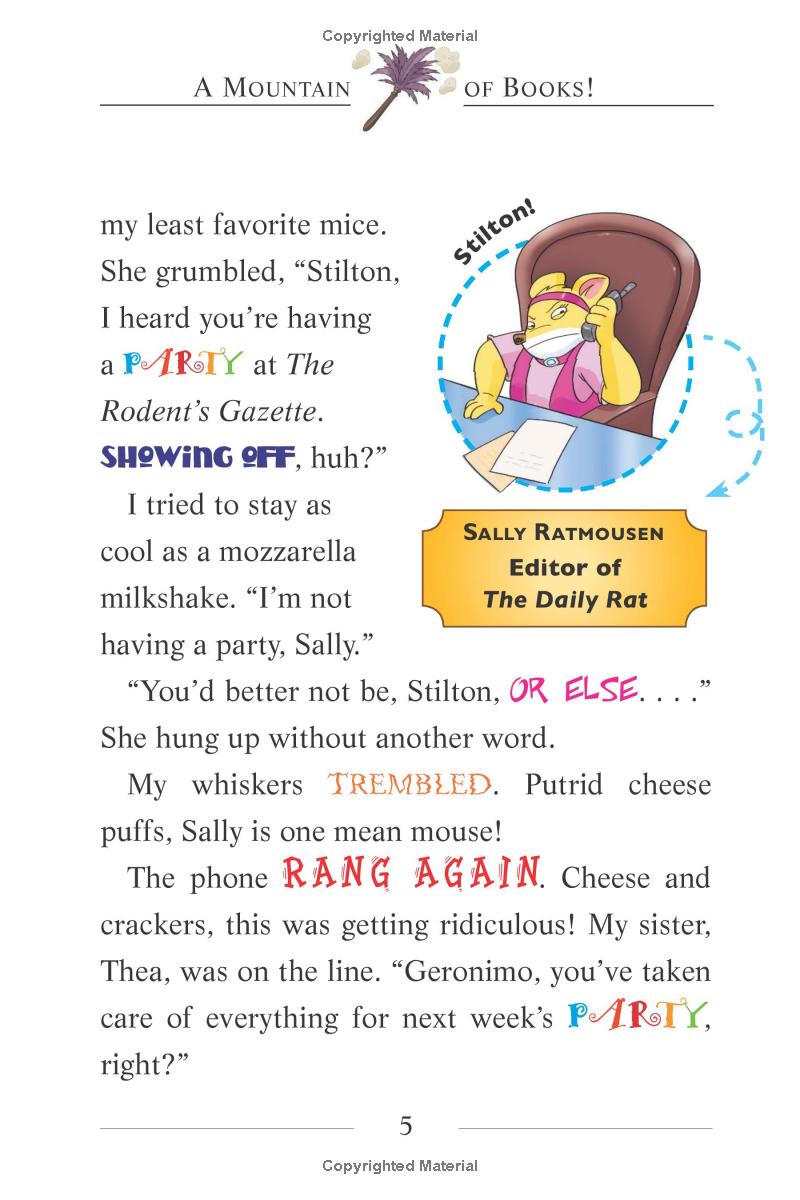 Copyrighted Material
A Mountain of Books!
my least favorite mice.
She grumbled, “Stilton,
I heard you’re having
a PARTY at The
Rodent’s Gazette.
SHOWING OFF, huh?”
I tried to stay as
cool as a mozzarella
milkshake. “I’m not
having a party, Sally.”
Stilton!
Sally Ratmousen
Editor of
The Daily Rat
“You’d better not be, Stilton, OR ELSE. . . .”
She hung up without another word.
My whiskers TREMBLED. Putrid cheese
puffs, Sally is one mean mouse!
The phone RANG AGAIN. Cheese and
crackers, this was getting ridiculous! My sister,
Thea, was on the line. “Geronimo, you’ve taken
care of everything for next week’s PARTY,
right?”
5
Copyrighted Material